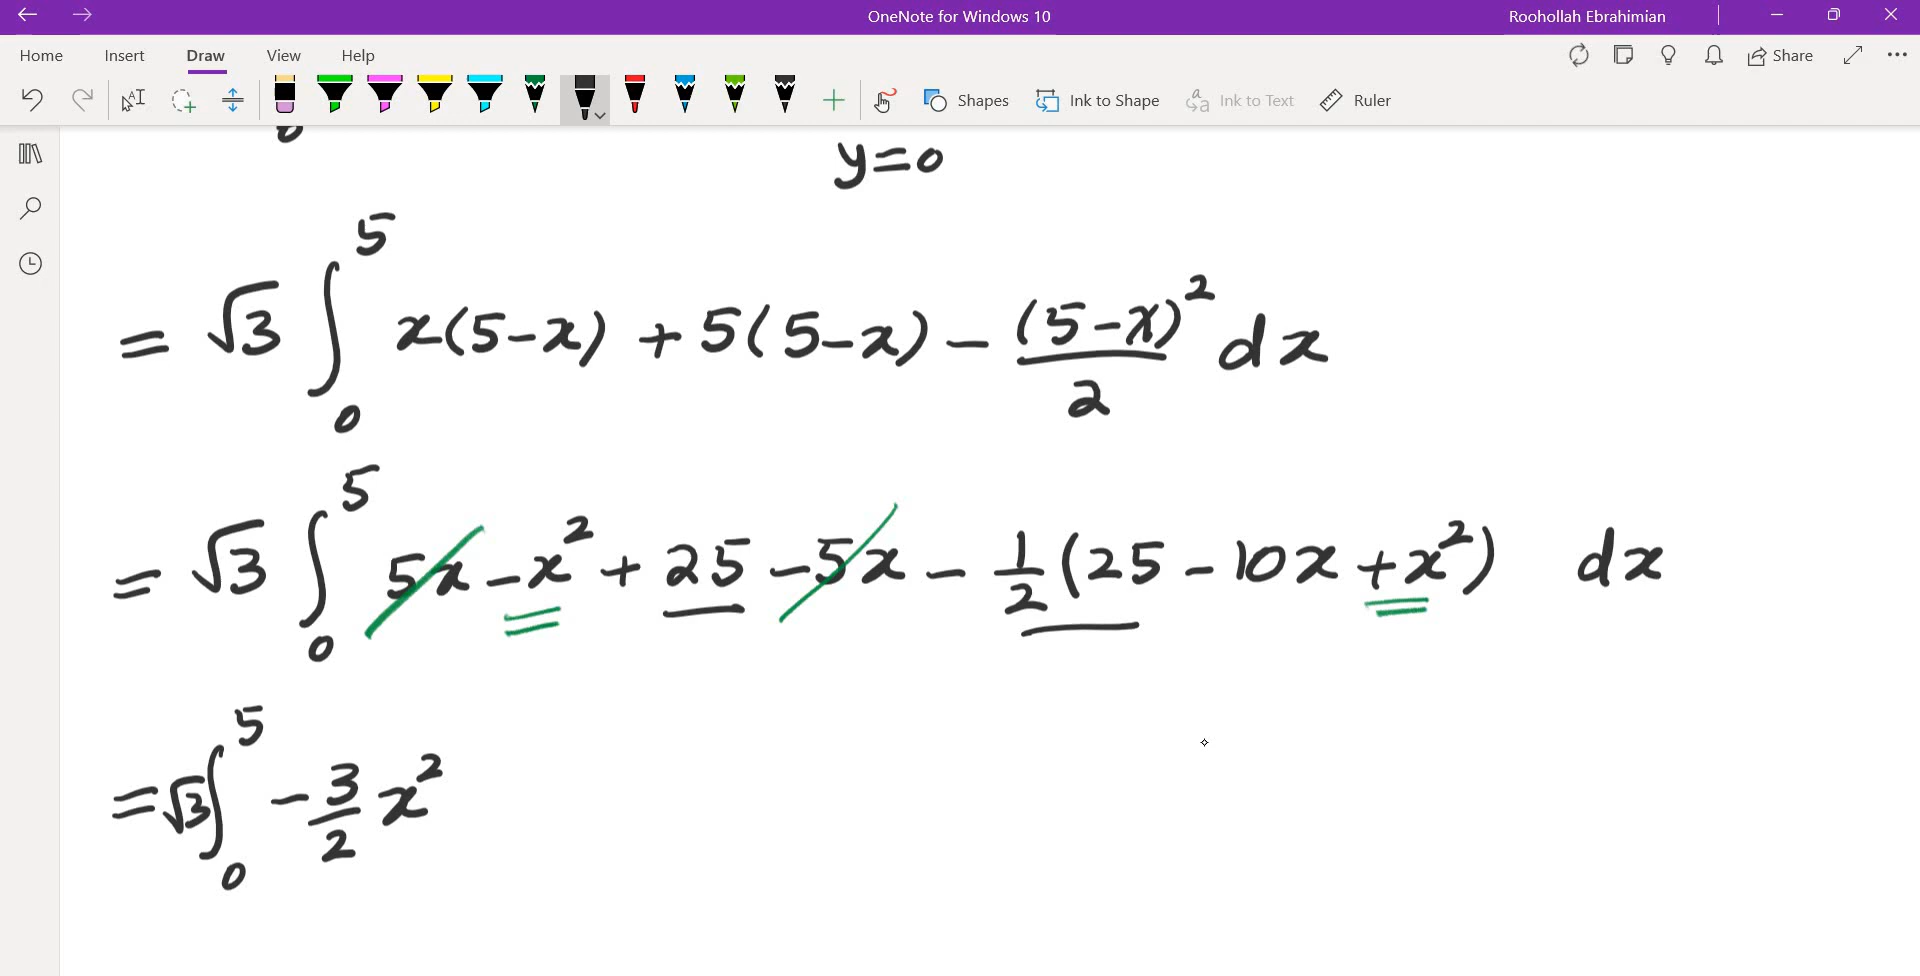 OneNote for Windows 10 Roohollah Ebrahimian
Home Insert Draw View Help Share
Shapes Ink to Shape Ink to Text Ruler
0
y=0
= √3 ∫₀⁵ x(5-x) + 5(5-x) - (5-x)²/2 dx
= √3 ∫₀⁵ 5x - x² + 25 - 5x - 1/2 (25 - 10x + x²) dx
= √3 ∫₀⁵ - 3/2 x²